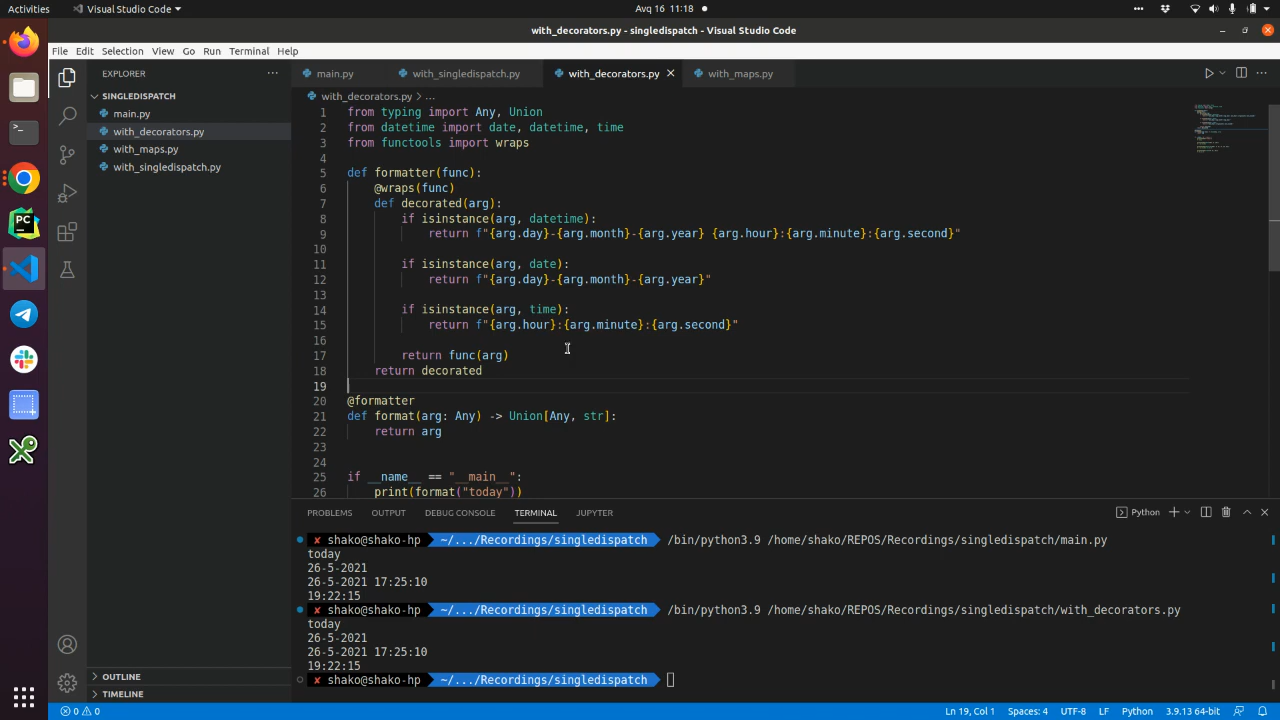 Activities
Visual Studio Code
Avq 16 11:18
with_decorators.py - singledispatch - Visual Studio Code
File Edit Selection View Go Run Terminal Help
EXPLORER
main.py
with_singledispatch.py
with_decorators.py
with_maps.py
SINGLEDISPATCH
main.py
with_decorators.py
with_maps.py
with_singledispatch.py
with_decorators.py > ...
1 from typing import Any, Union
2 from datetime import date, datetime, time
3 from functools import wraps
4
5 def formatter(func):
6 @wraps(func)
7 def decorated(arg):
8 if isinstance(arg, datetime):
9 return f"{arg.day}-{arg.month}-{arg.year} {arg.hour}:{arg.minute}:{arg.second}"
10
11 if isinstance(arg, date):
12 return f"{arg.day}-{arg.month}-{arg.year}"
13
14 if isinstance(arg, time):
15 return f"{arg.hour}:{arg.minute}:{arg.second}"
16
17 return func(arg)
18 return decorated
19
20 @formatter
21 def format(arg: Any) -> Union[Any, str]:
22 return arg
23
24
25 if __name__ == "__main__":
26 print(format("today"))
PROBLEMS OUTPUT DEBUG CONSOLE TERMINAL JUPYTER
Python
✘ shako@shako-hp ~/.../Recordings/singledispatch /bin/python3.9 /home/shako/REPOS/Recordings/singledispatch/main.py
today
26-5-2021
26-5-2021 17:25:10
19:22:15
✘ shako@shako-hp ~/.../Recordings/singledispatch /bin/python3.9 /home/shako/REPOS/Recordings/singledispatch/with_decorators.py
today
26-5-2021
26-5-2021 17:25:10
19:22:15
✘ shako@shako-hp ~/.../Recordings/singledispatch
OUTLINE
TIMELINE
0 0
Ln 19, Col 1 Spaces: 4 UTF-8 LF Python 3.9.13 64-bit